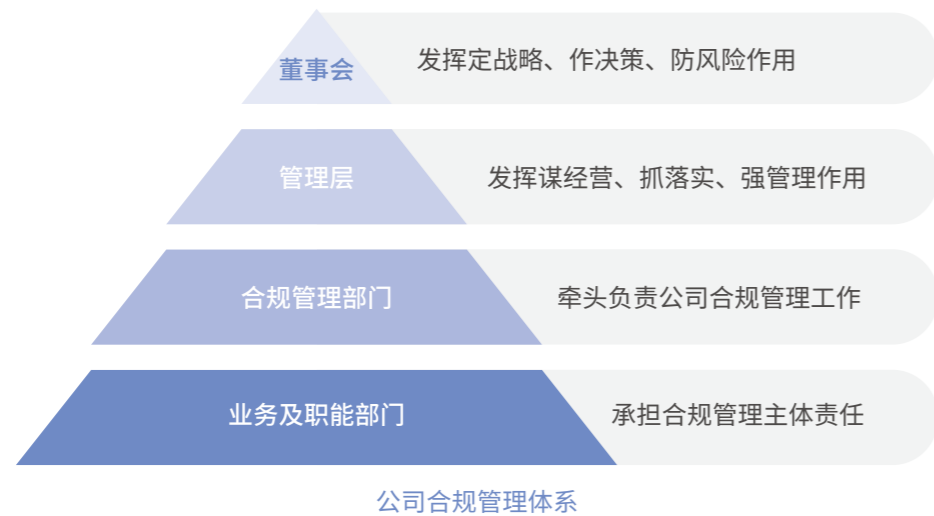 董事会
发挥定战略、作决策、防风险作用
管理层
发挥谋经营、抓落实、强管理作用
合规管理部门
牵头负责公司合规管理工作
业务及职能部门
承担合规管理主体责任
公司合规管理体系